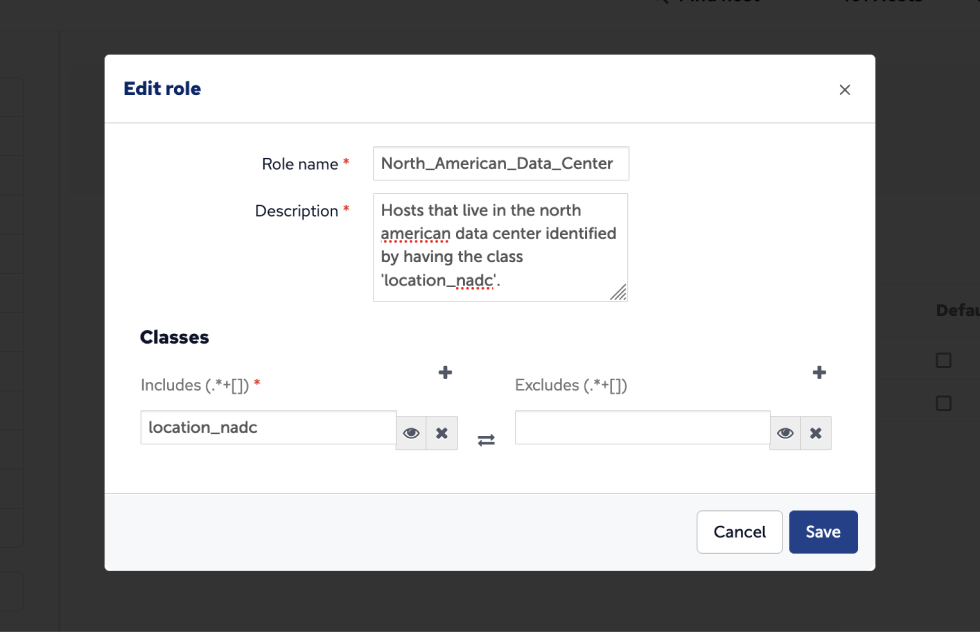 Edit role
×
Role name *
North_American_Data_Center
Description *
Hosts that live in the north
american data center identified
by having the class
'location_nadc'.
Classes
Includes (.*+[]) *
Excludes (.*+[])
location_nadc
Cancel
Save